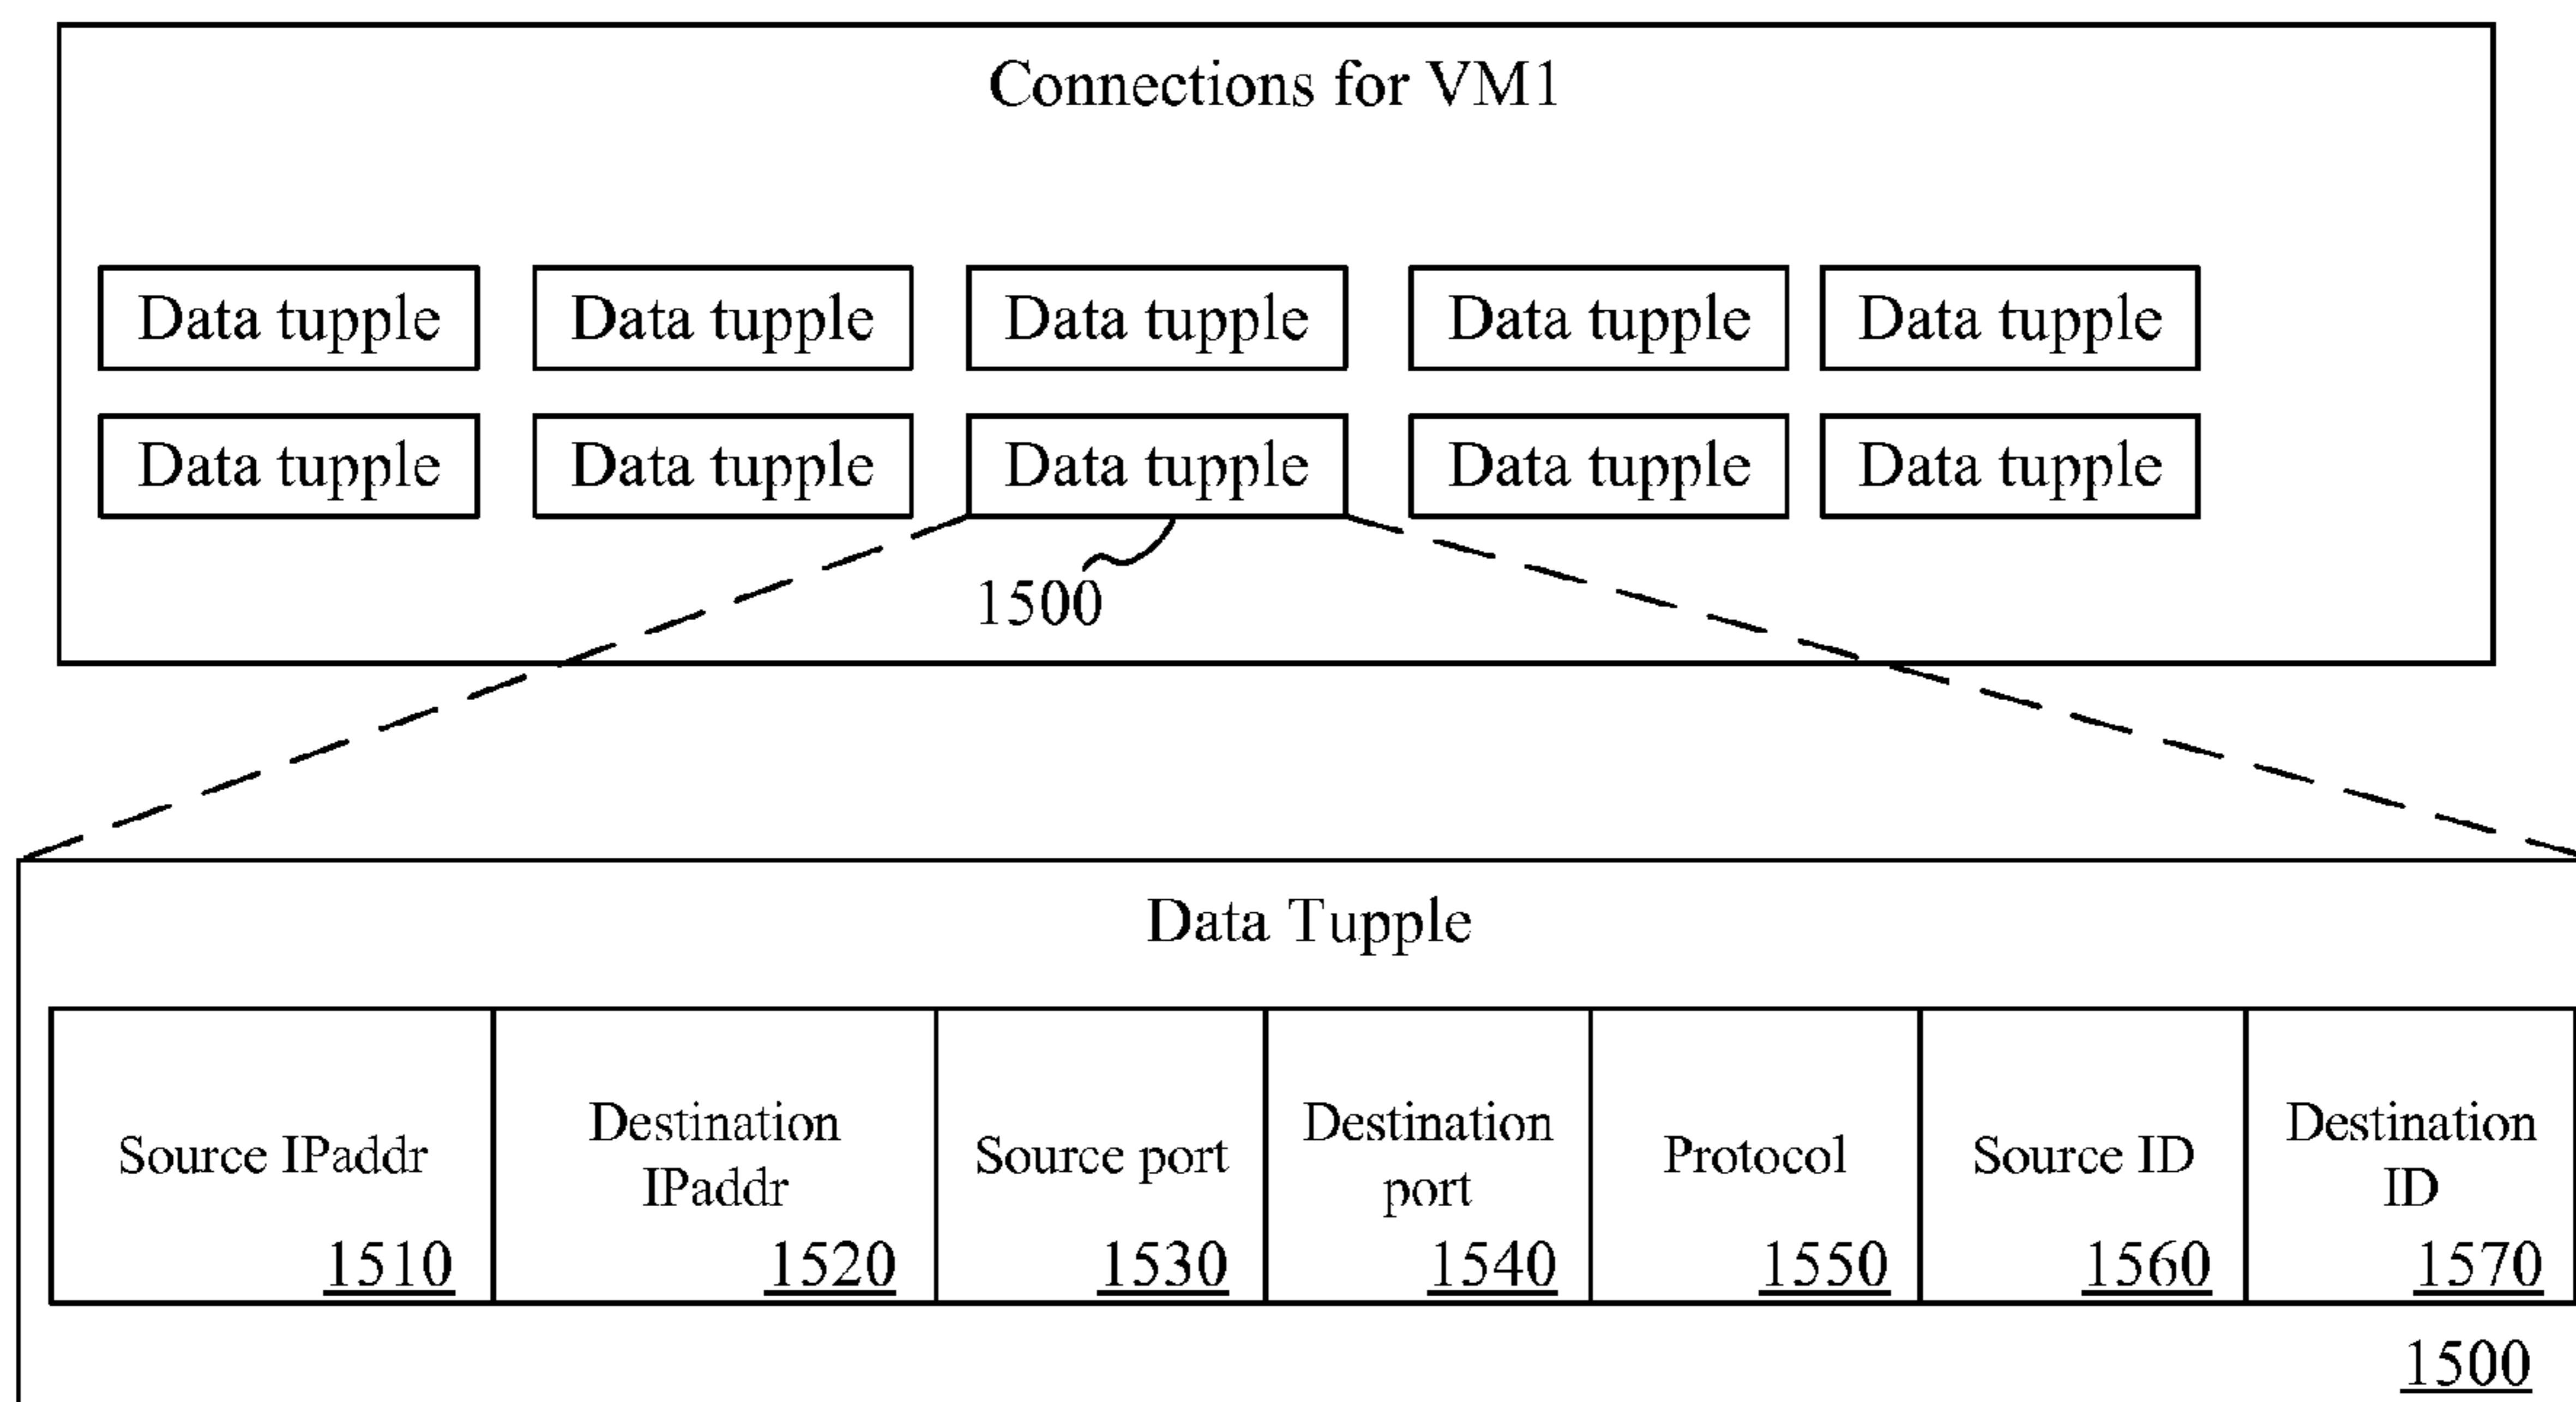 Connections for VM1
Data tupple Data tupple Data tupple Data tupple Data tupple
Data tupple Data tupple Data tupple Data tupple Data tupple
1500
Data Tupple
Source IPaddr
1510
Destination
IPaddr
1520
Source port
1530
Destination
port
1540
Protocol
1550
Source ID
1560
Destination
ID
1570
1500